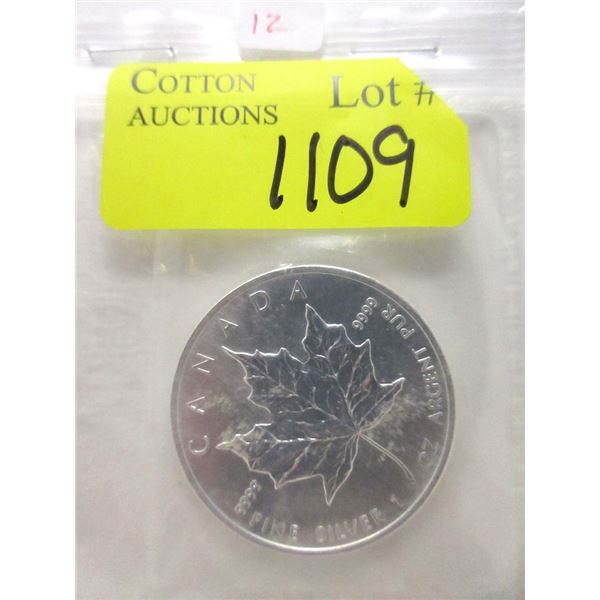 12
COTTON AUCTIONS
Lot #
1109
CANADA
9999
FINE SILVER 1 OZ ARGENT PUR
9999